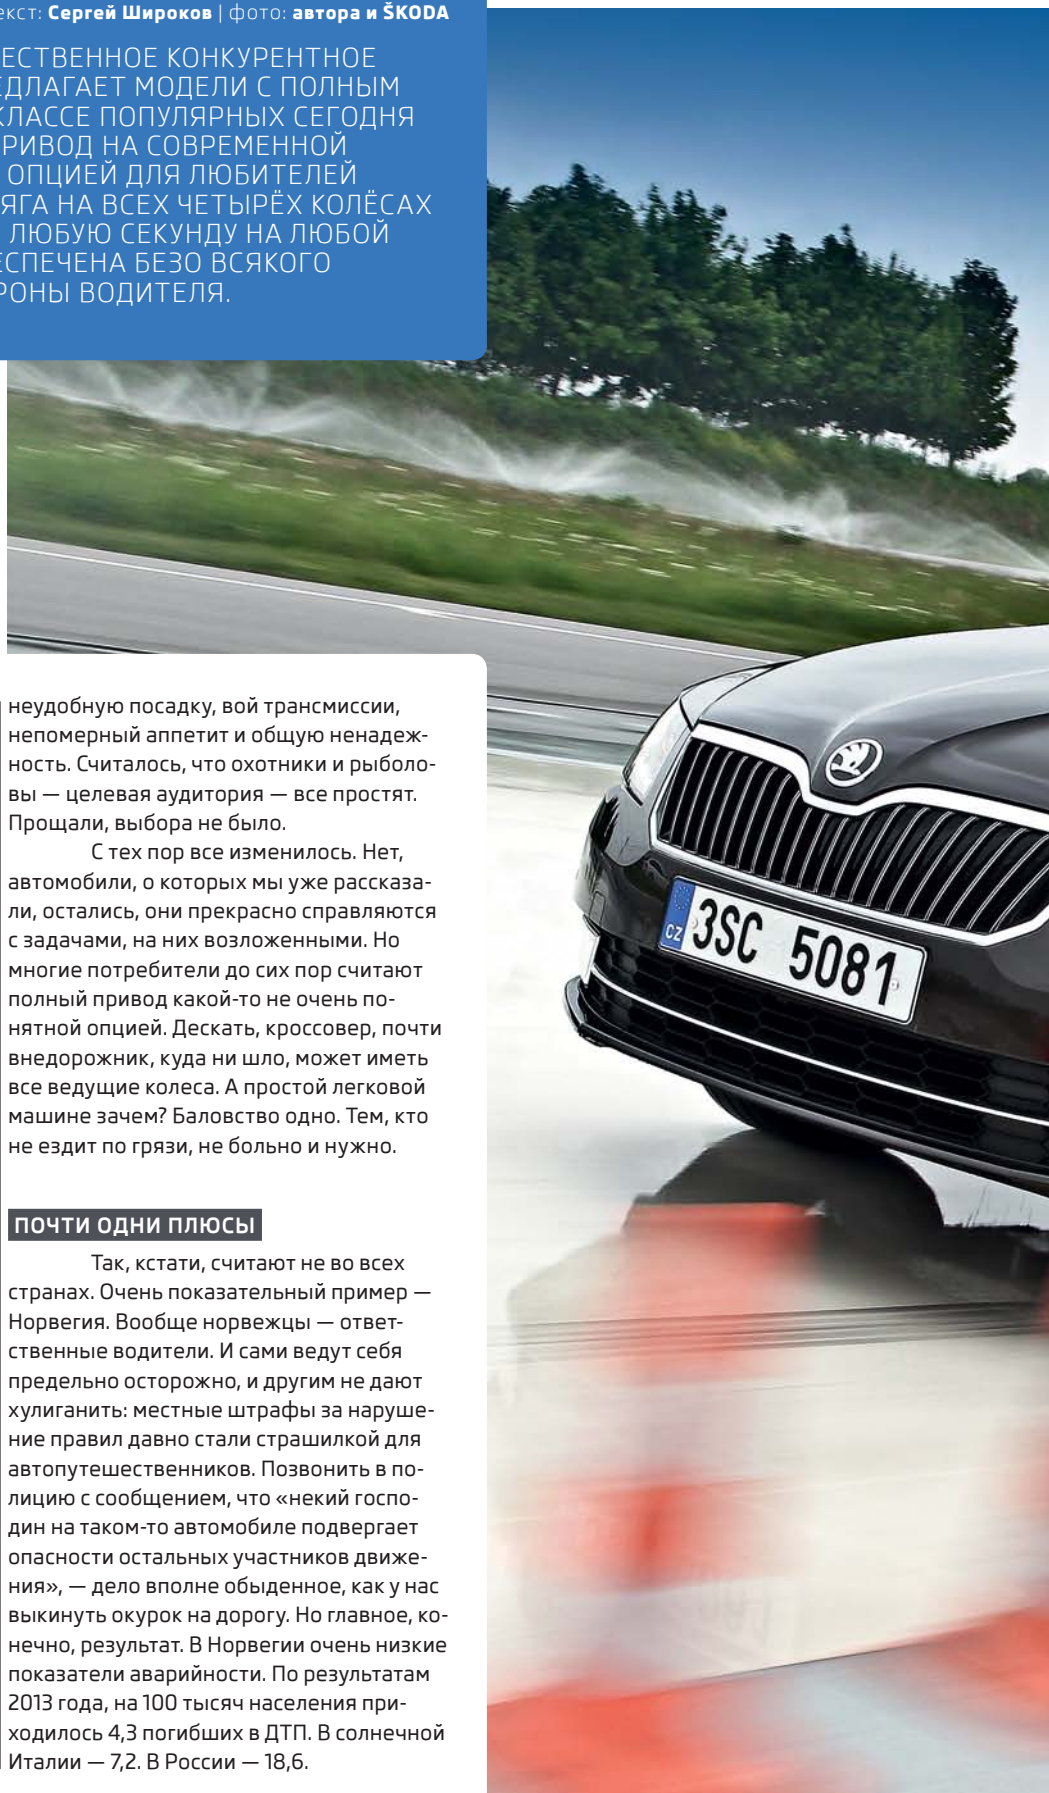 екст: Сергей Широков | фото: автора и ŠKODA
ЕСТВЕННОЕ КОНКУРЕНТНОЕ
ЕДЛАГАЕТ МОДЕЛИ С ПОЛНЫМ
КЛАССЕ ПОПУЛЯРНЫХ СЕГОДНЯ
РИВОД НА СОВРЕМЕННОЙ
ОПЦИЕЙ ДЛЯ ЛЮБИТЕЛЕЙ
ЯГА НА ВСЕХ ЧЕТЫРЁХ КОЛЁСАХ
ЛЮБУЮ СЕКУНДУ НА ЛЮБОЙ
ЕСПЕЧЕНА БЕЗО ВСЯКОГО
РОНЫ ВОДИТЕЛЯ.
неудобную посадку, вой трансмиссии,
непомерный аппетит и общую ненадеж-
ность. Считалось, что охотники и рыболо-
вы — целевая аудитория — все простят.
Прощали, выбора не было.
С тех пор все изменилось. Нет,
автомобили, о которых мы уже рассказа-
ли, остались, они прекрасно справляются
с задачами, на них возложенными. Но
многие потребители до сих пор считают
полный привод какой-то не очень по-
нятной опцией. Дескать, кроссовер, почти
внедорожник, куда ни шло, может иметь
все ведущие колеса. А простой легковой
машине зачем? Баловство одно. Тем, кто
не ездит по грязи, не больно и нужно.
ПОЧТИ ОДНИ ПЛЮСЫ
Так, кстати, считают не во всех
странах. Очень показательный пример —
Норвегия. Вообще норвежцы — ответ-
ственные водители. И сами ведут себя
предельно осторожно, и другим не дают
хулиганить: местные штрафы за наруше-
ние правил давно стали страшилкой для
автопутешественников. Позвонить в по-
лицию с сообщением, что «некий госпо-
дин на таком-то автомобиле подвергает
опасности остальных участников движе-
ния», — дело вполне обыденное, как у нас
выкинуть окурок на дорогу. Но главное, ко-
нечно, результат. В Норвегии очень низкие
показатели аварийности. По результатам
2013 года, на 100 тысяч населения при-
ходилось 4,3 погибших в ДТП. В солнечной
Италии — 7,2. В России — 18,6.
CZ 3SC 5081